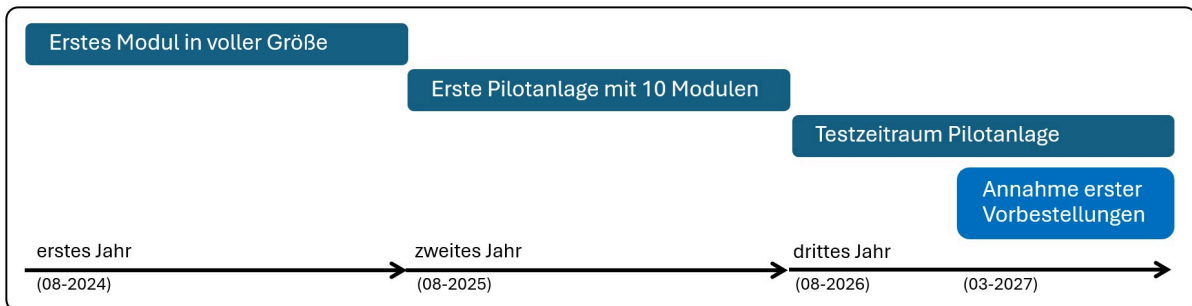 Erstes Modul in voller Größe
Erste Pilotanlage mit 10 Modulen
Testzeitraum Pilotanlage
Annahme erster
Vorbestellungen
erstes Jahr
zweites Jahr
drittes Jahr
(08-2024)
(08-2025)
(08-2026)
(03-2027)